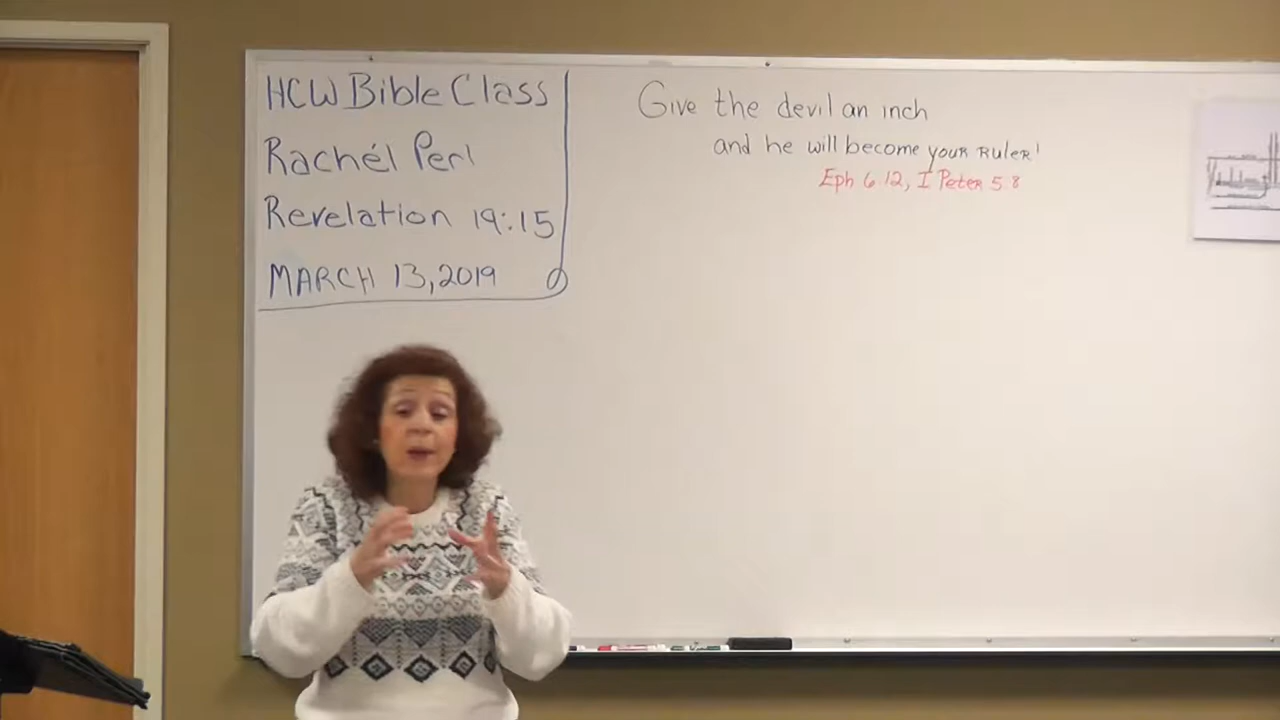 HCW Bible Class
Rachél Perl
Revelation 19:15
MARCH 13, 2019
Give the devil an inch
and he will become your RULER!
Eph 6:12, I Peter 5:8